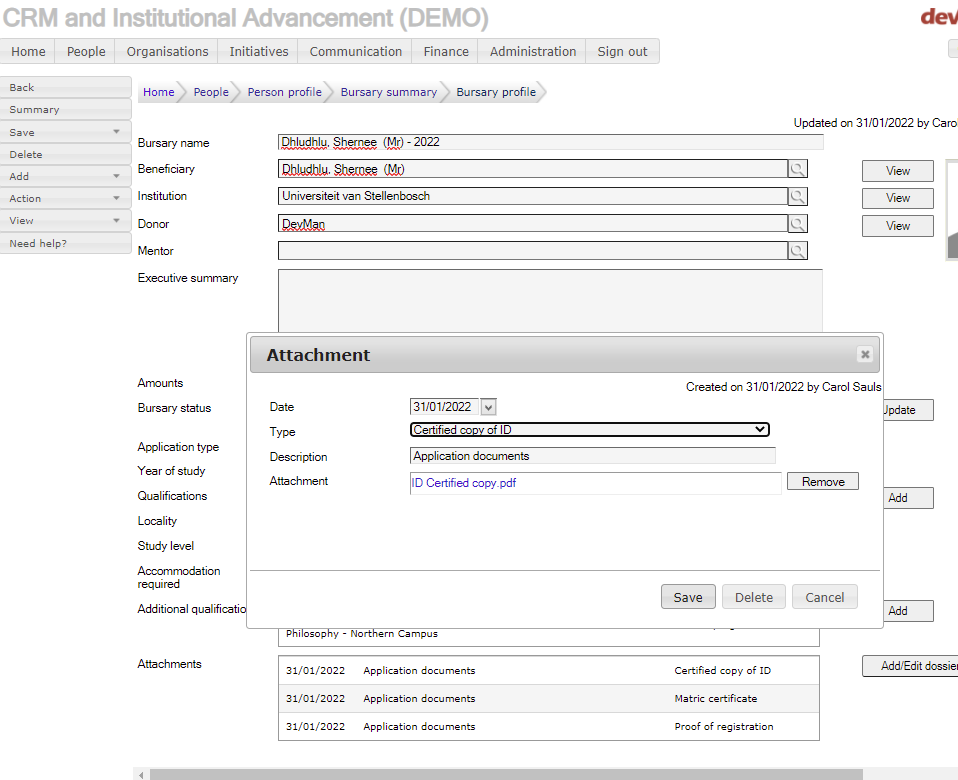 CRM and Institutional Advancement (DEMO)
dev
Home People Organisations Initiatives Communication Finance Administration Sign out
Back
Summary
Save
Delete
Add
Action
View
Need help?
Home People Person profile Bursary summary Bursary profile
Updated on 31/01/2022 by Carol
Bursary name Dhludhlu, Shernee (Mr) - 2022
Beneficiary Dhludhlu, Shernee (Mr) View
Institution Universiteit van Stellenbosch View
Donor DevMan View
Mentor
Executive summary
Amounts
Bursary status Update
Application type
Year of study
Qualifications Add
Locality
Study level
Accommodation
required
Additional qualificatio Add
Attachment
Created on 31/01/2022 by Carol Sauls
Date 31/01/2022
Type Certified copy of ID
Description Application documents
Attachment ID Certified copy.pdf Remove
Save Delete Cancel
Philosophy - Northern Campus
Attachments Add/Edit dossier
31/01/2022 Application documents Certified copy of ID
31/01/2022 Application documents Matric certificate
31/01/2022 Application documents Proof of registration